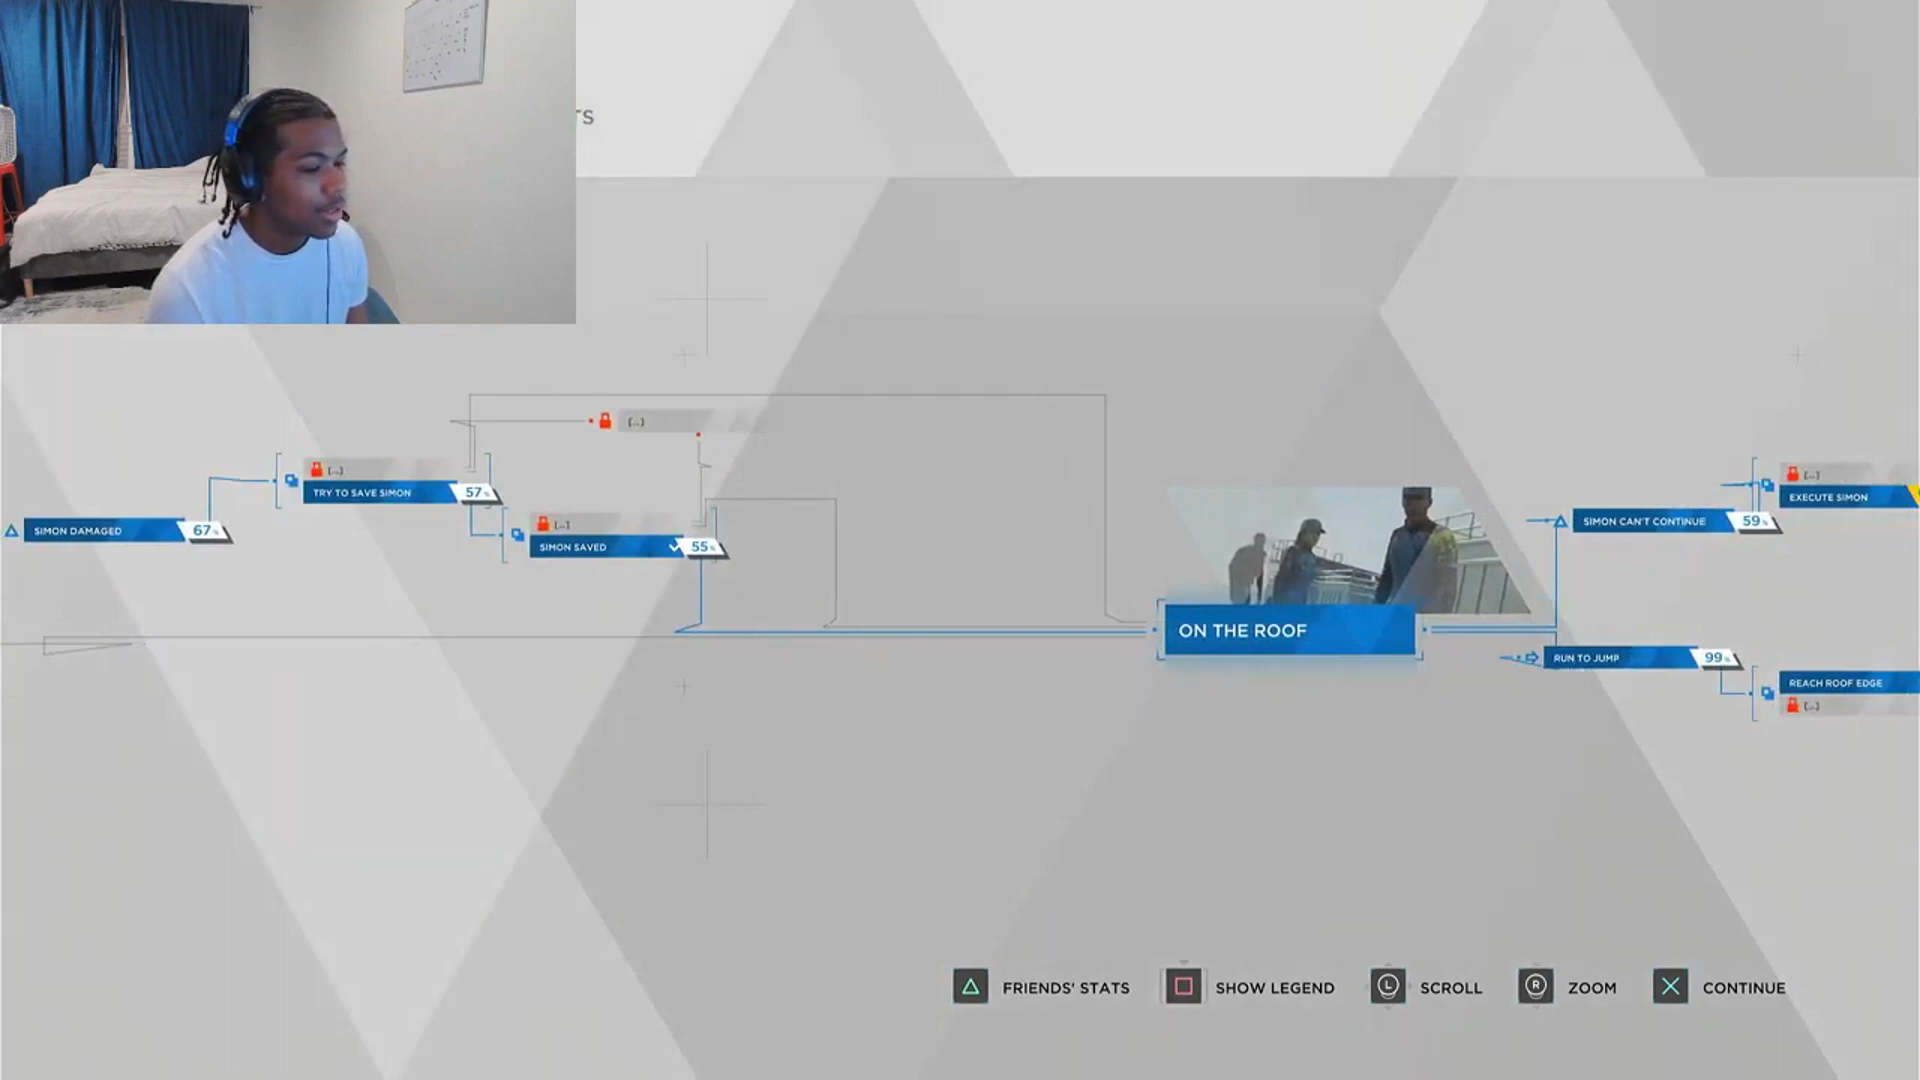 TS
[...]
[...]
TRY TO SAVE SIMON 57%
SIMON DAMAGED 67%
[...]
SIMON SAVED 55%
ON THE ROOF
[...]
EXECUTE SIMON
SIMON CAN'T CONTINUE 59%
RUN TO JUMP 99%
REACH ROOF EDGE
[...]
FRIENDS' STATS
SHOW LEGEND
L SCROLL
R ZOOM
CONTINUE